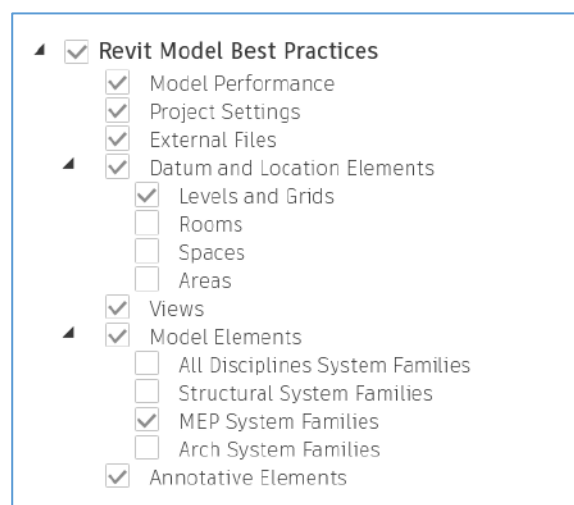 Revit Model Best Practices
Model Performance
Project Settings
External Files
Datum and Location Elements
Levels and Grids
Rooms
Spaces
Areas
Views
Model Elements
All Disciplines System Families
Structural System Families
MEP System Families
Arch System Families
Annotative Elements